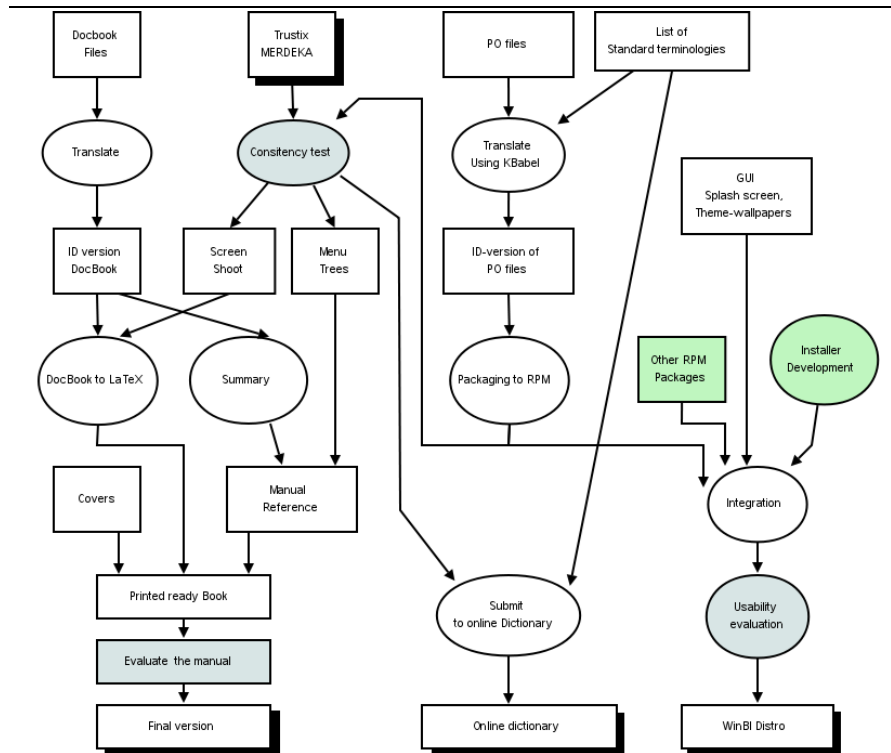 Docbook
Files
Trustix
MERDEKA
PO files
List of
Standard terminologies
Translate
Consitency test
Translate
Using KBabel
GUI
Splash screen,
Theme-wallpapers
ID version
DocBook
Screen
Shoot
Menu
Trees
ID-version of
PO files
Other RPM
Packages
Installer
Development
DocBook to LaTeX
Summary
Packaging to RPM
Covers
Manual
Reference
Integration
Printed ready Book
Submit
to online Dictionary
Usability
evaluation
Evaluate the manual
Final version
Online dictionary
WinBI Distro